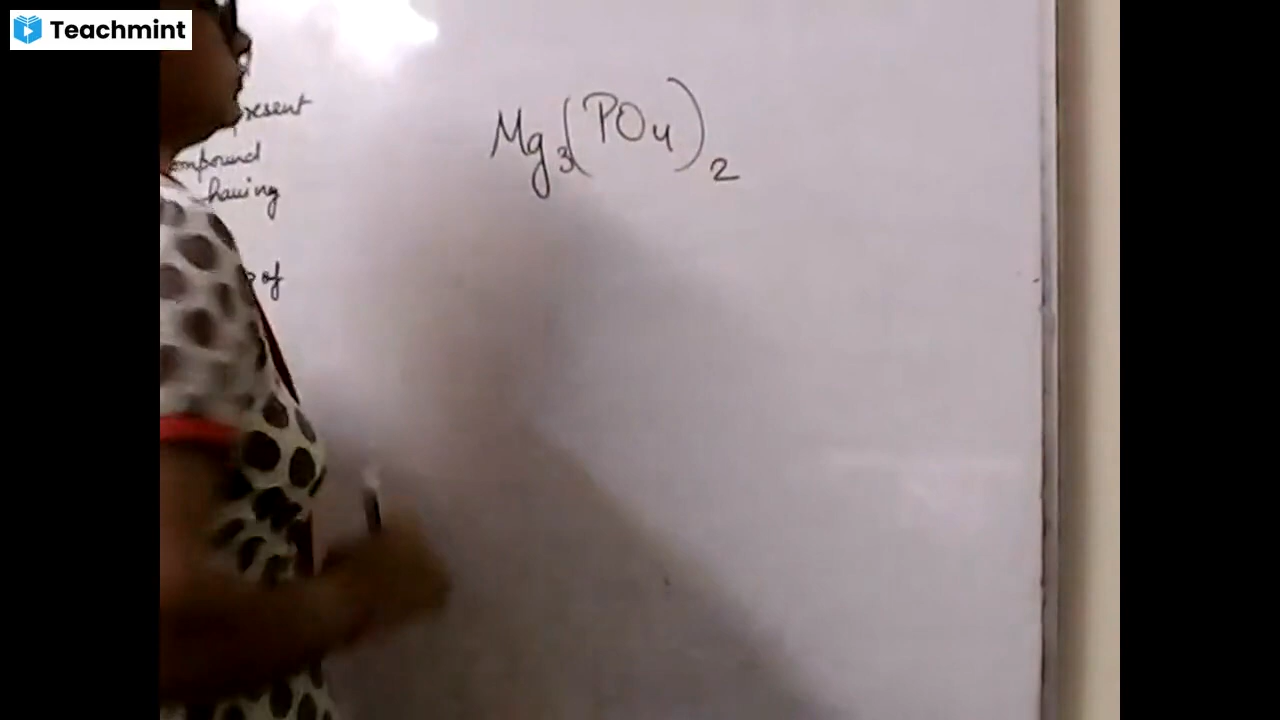 Teachmint
present
compound
having
of
Mg₃(PO₄)₂